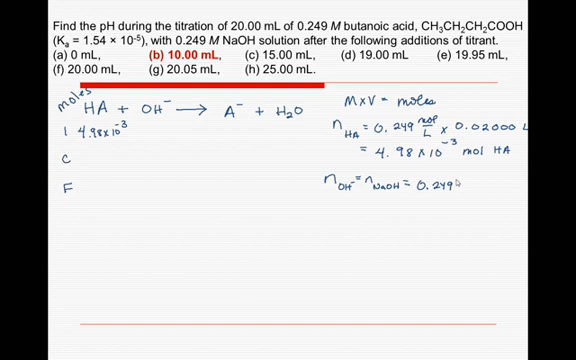 Find the pH during the titration of 20.00 mL of 0.249 M butanoic acid, CH3CH2CH2COOH
(Ka = 1.54 × 10⁻⁵), with 0.249 M NaOH solution after the following additions of titrant.
(a) 0 mL, (b) 10.00 mL, (c) 15.00 mL, (d) 19.00 mL, (e) 19.95 mL,
(f) 20.00 mL, (g) 20.05 mL, (h) 25.00 mL.
moles HA + OH⁻ → A⁻ + H2O
I 4.98x10⁻³
C
F
M x V = moles
nHA = 0.249 mol/L x 0.02000 L
= 4.98 x 10⁻³ mol HA
nOH⁻ = nNaOH = 0.249